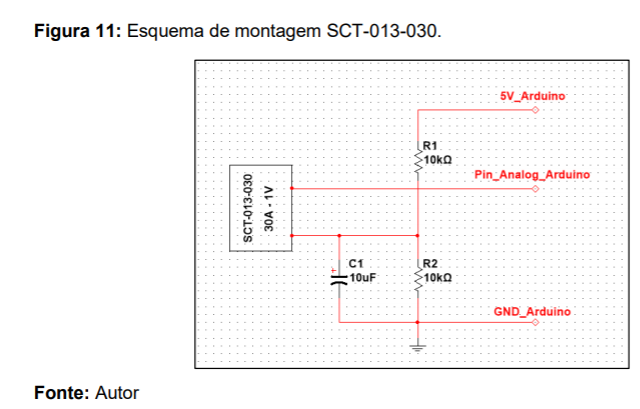 Figura 11: Esquema de montagem SCT-013-030.
5V_Arduino
R1
10kΩ
Pin_Analog_Arduino
SCT-013-030
30A - 1V
C1
10uF
+
R2
10kΩ
GND_Arduino
Fonte: Autor